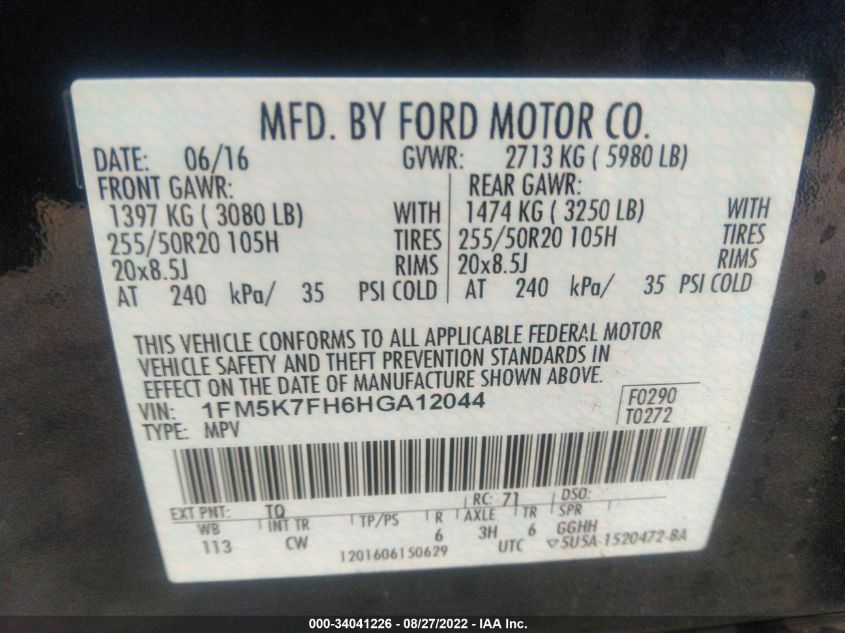 MFD. BY FORD MOTOR CO.
DATE: 06/16 GVWR: 2713 KG ( 5980 LB)
FRONT GAWR: REAR GAWR:
1397 KG ( 3080 LB) WITH 1474 KG ( 3250 LB) WITH
255/50R20 105H TIRES 255/50R20 105H TIRES
20x8.5J RIMS 20x8.5J RIMS
AT 240 kPa/ 35 PSI COLD AT 240 kPa/ 35 PSI COLD
THIS VEHICLE CONFORMS TO ALL APPLICABLE FEDERAL MOTOR
VEHICLE SAFETY AND THEFT PREVENTION STANDARDS IN
EFFECT ON THE DATE OF MANUFACTURE SHOWN ABOVE.
VIN: 1FM5K7FH6HGA12044 F0290
TYPE: MPV T0272
EXT PNT: TQ RC: 71 DSO:
WB INT TR TP/PS R AXLE TR SPR
113 CW 6 3H 6 GGHH
1201606150629 UTC ▽5U5A-1520472-BA
000-34041226 - 08/27/2022 - IAA Inc.